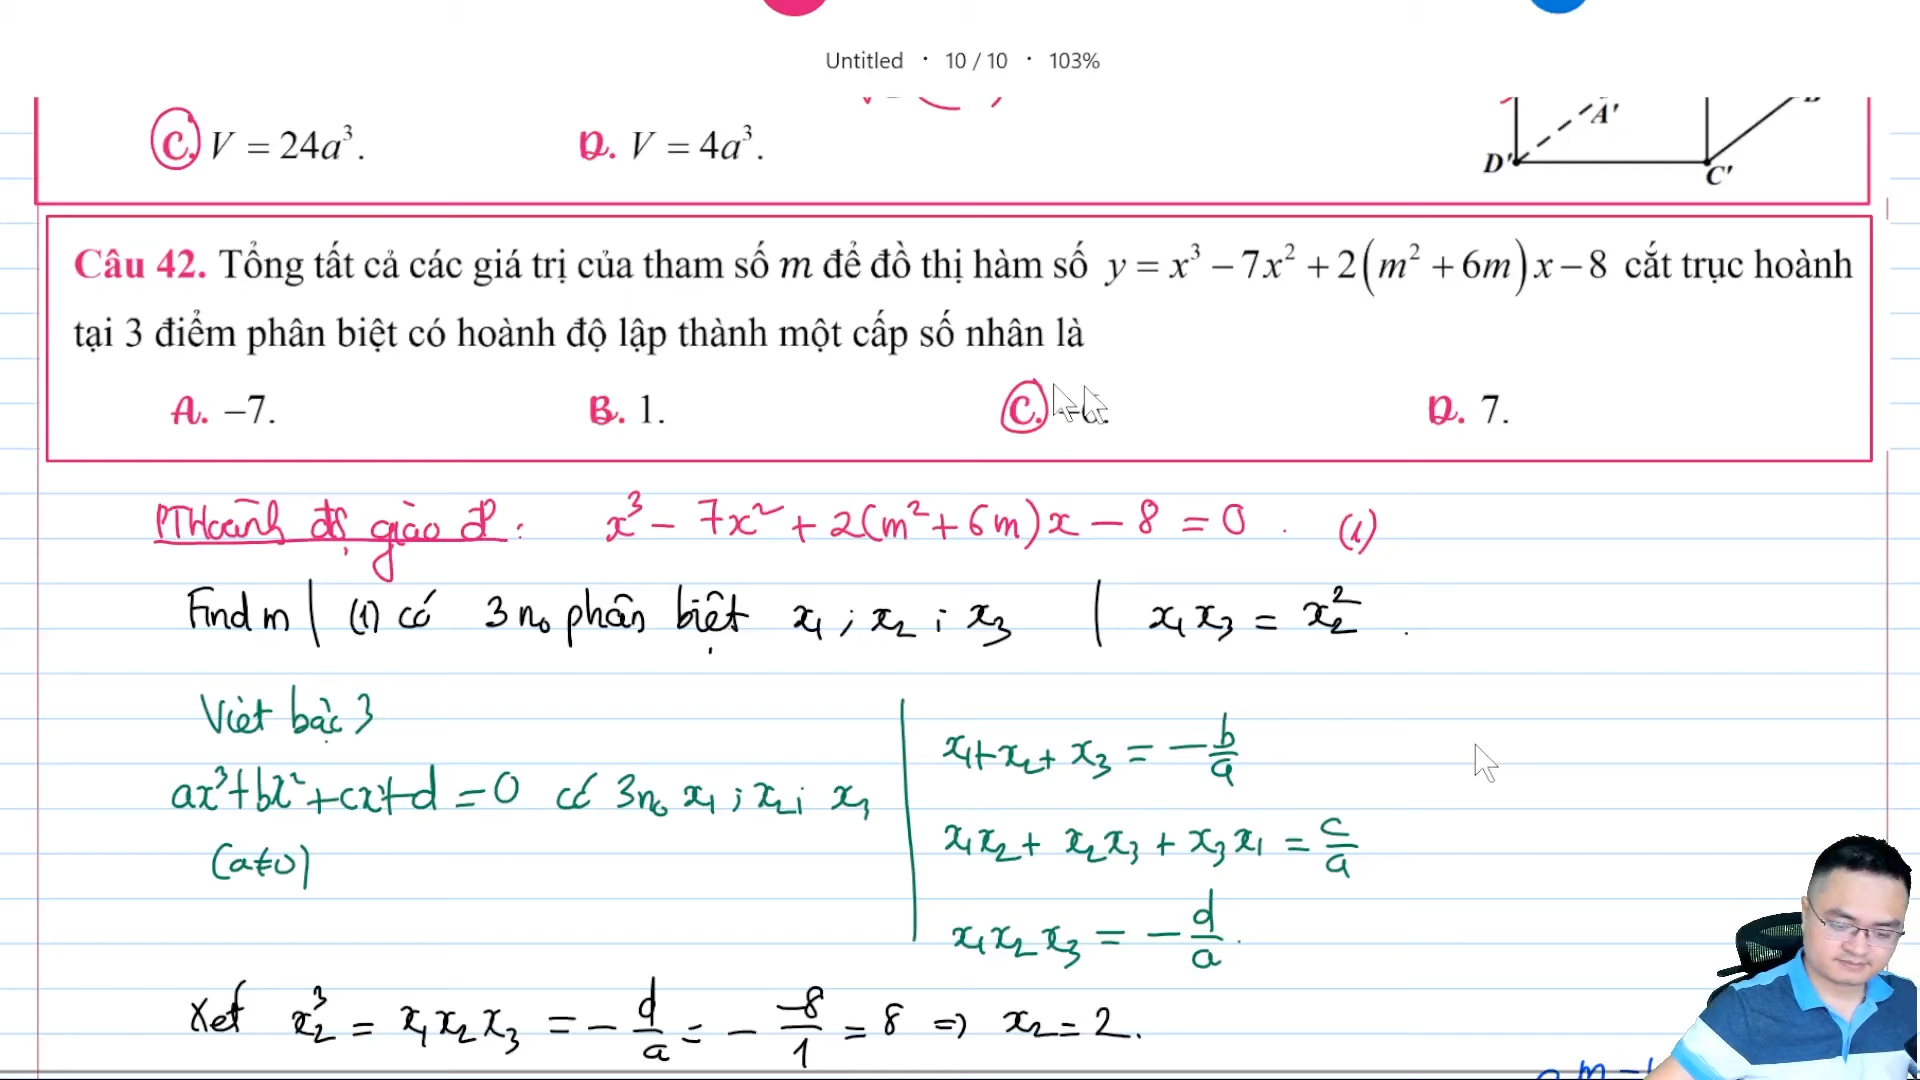 Untitled • 10 / 10 • 103%
C. V = 24a³. D. V = 4a³.
A'
D' C'
Câu 42. Tổng tất cả các giá trị của tham số m để đồ thị hàm số y = x³ − 7x² + 2(m² + 6m)x − 8 cắt trục hoành
tại 3 điểm phân biệt có hoành độ lập thành một cấp số nhân là
A. −7. B. 1. C. D. 7.
PT Hoành độ giao đ : x³ − 7x² + 2(m² + 6m)x − 8 = 0 . (1)
Find m | (1) có 3 no phân biệt x₁ ; x₂ ; x₃ | x₁x₃ = x₂² .
Viet bậc 3
x₁ + x₂ + x₃ = −b/a
ax³ + bx² + cx + d = 0 có 3 no x₁ ; x₂ ; x₃
x₁x₂ + x₂x₃ + x₃x₁ = c/a
(a≠0)
x₁x₂x₃ = −d/a .
Xét x₂³ = x₁x₂x₃ = −d/a = −(−8)/1 = 8 ⇒ x₂ = 2.